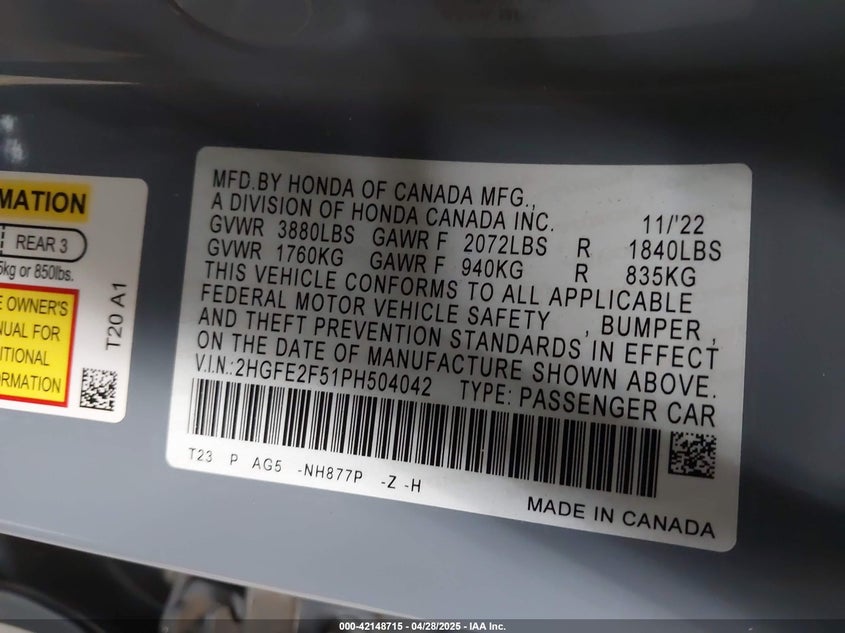 MATION
REAR 3
5kg or 850lbs.
E OWNER'S
NUAL FOR
DITIONAL
ORMATION
T20 A1
MFD.BY HONDA OF CANADA MFG.,
A DIVISION OF HONDA CANADA INC. 11/'22
GVWR 3880LBS GAWR F 2072LBS R 1840LBS
GVWR 1760KG GAWR F 940KG R 835KG
THIS VEHICLE CONFORMS TO ALL APPLICABLE
FEDERAL MOTOR VEHICLE SAFETY , BUMPER ,
AND THEFT PREVENTION STANDARDS IN EFFECT
ON THE DATE OF MANUFACTURE SHOWN ABOVE.
V.I.N.:2HGFE2F51PH504042 TYPE: PASSENGER CAR
T23 P AG5 -NH877P -Z -H
MADE IN CANADA
000-42148715 - 04/28/2025 - IAA Inc.